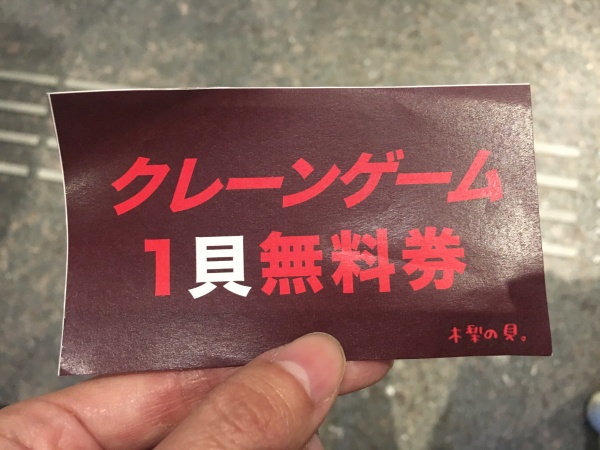 クレーンゲーム
1貝無料券
木梨の貝。